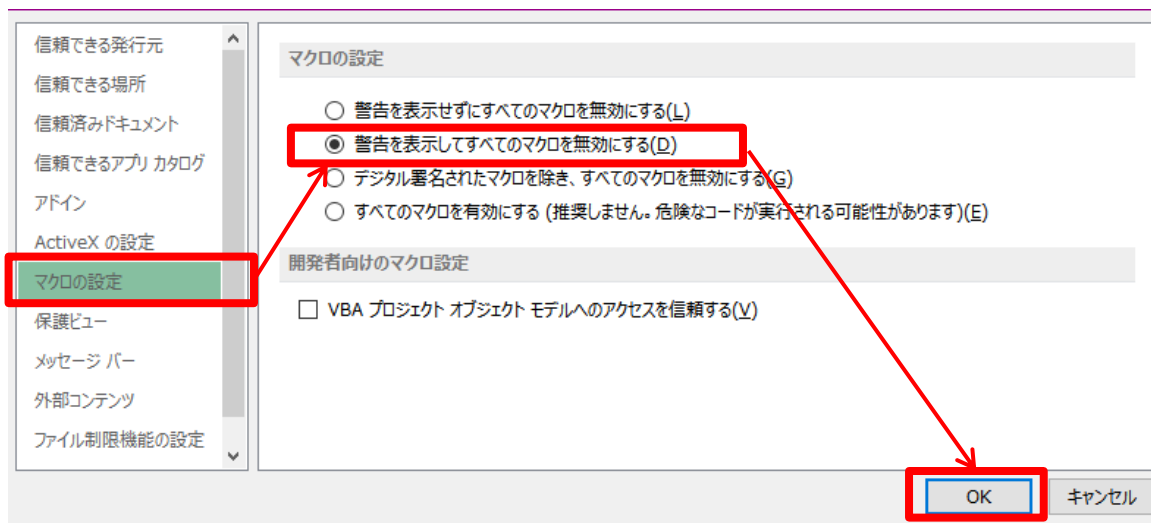 信頼できる発行元
信頼できる場所
信頼済みドキュメント
信頼できるアプリ カタログ
アドイン
ActiveX の設定
マクロの設定
保護ビュー
メッセージ バー
外部コンテンツ
ファイル制限機能の設定
マクロの設定
警告を表示せずにすべてのマクロを無効にする(L)
警告を表示してすべてのマクロを無効にする(D)
デジタル署名されたマクロを除き、すべてのマクロを無効にする(G)
すべてのマクロを有効にする (推奨しません。危険なコードが実行される可能性があります)(E)
開発者向けのマクロ設定
VBA プロジェクト オブジェクト モデルへのアクセスを信頼する(V)
OK
キャンセル